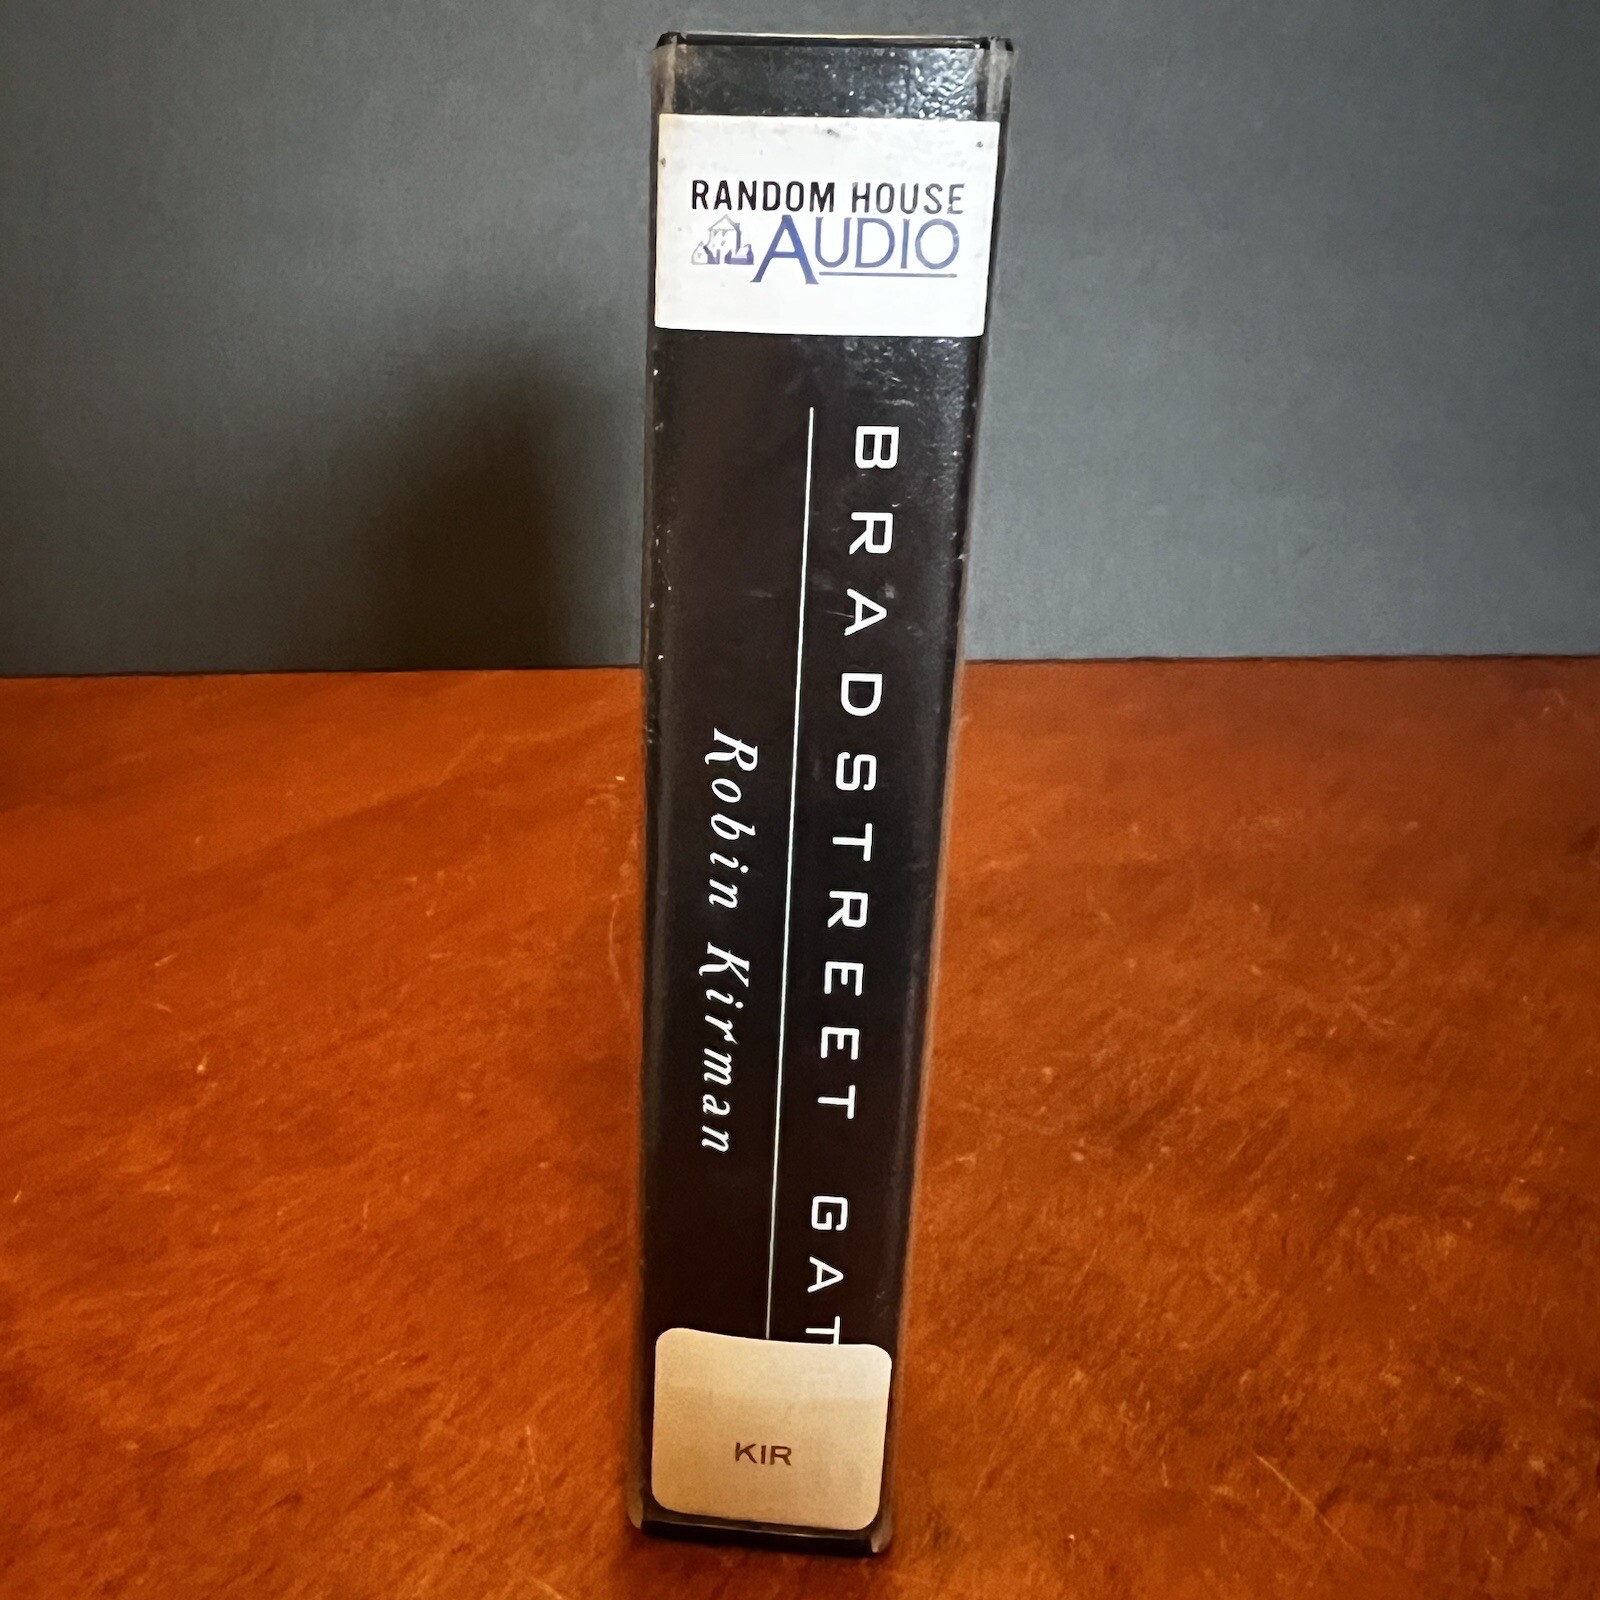 RANDOM HOUSE
AUDIO
BRADSTREET GAT
Robin Kirman
KIR